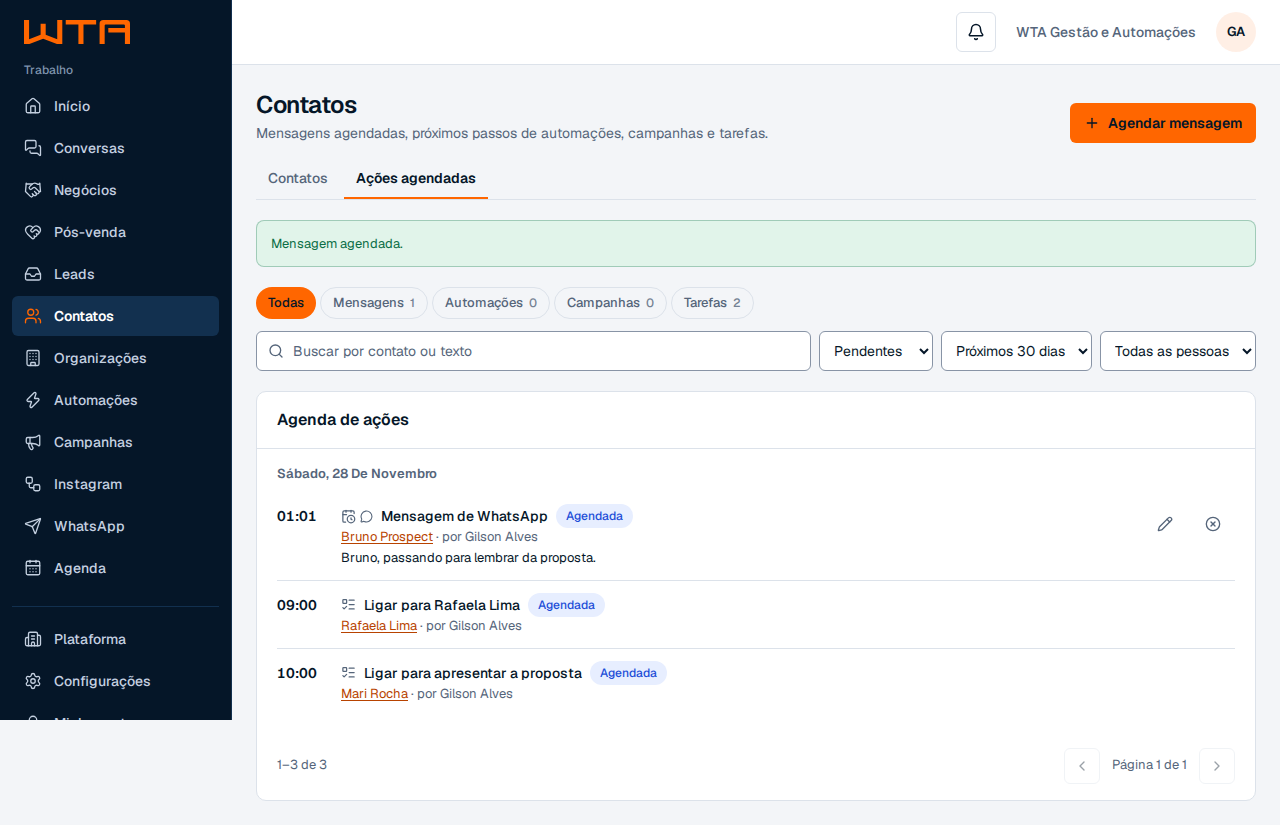 WTA
Trabalho
Início
Conversas
Negócios
Pós-venda
Leads
Contatos
Organizações
Automações
Campanhas
Instagram
WhatsApp
Agenda
Plataforma
Configurações
WTA Gestão e Automações
GA
Contatos
Mensagens agendadas, próximos passos de automações, campanhas e tarefas.
Agendar mensagem
Contatos
Ações agendadas
Mensagem agendada.
Todas
Mensagens 1
Automações 0
Campanhas 0
Tarefas 2
Buscar por contato ou texto
Pendentes
Próximos 30 dias
Todas as pessoas
Agenda de ações
Sábado, 28 De Novembro
01:01
Mensagem de WhatsApp
Agendada
Bruno Prospect · por Gilson Alves
Bruno, passando para lembrar da proposta.
09:00
Ligar para Rafaela Lima
Agendada
Rafaela Lima · por Gilson Alves
10:00
Ligar para apresentar a proposta
Agendada
Mari Rocha · por Gilson Alves
1–3 de 3
Página 1 de 1